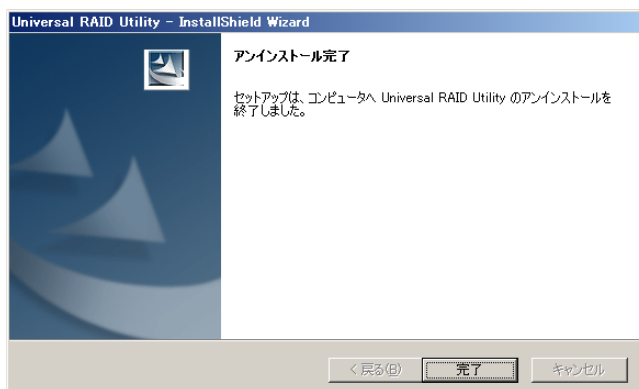 Universal RAID Utility - InstallShield Wizard
アンインストール完了
セットアップは、コンピュータへ Universal RAID Utility のアンインストールを
終了しました。
< 戻る(B)
完了
キャンセル